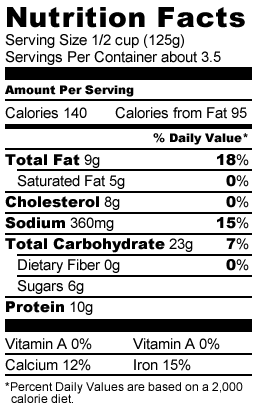 Nutrition Facts
Serving Size 1/2 cup (125g)
Servings Per Container about 3.5
Amount Per Serving
Calories 140 Calories from Fat 95
% Daily Value*
Total Fat 9g 18%
Saturated Fat 5g 0%
Cholesterol 8g 0%
Sodium 360mg 15%
Total Carbohydrate 23g 7%
Dietary Fiber 0g 0%
Sugars 6g
Protein 10g
Vitamin A 0% Vitamin A 0%
Calcium 12% Iron 15%
*Percent Daily Values are based on a 2,000
calorie diet.